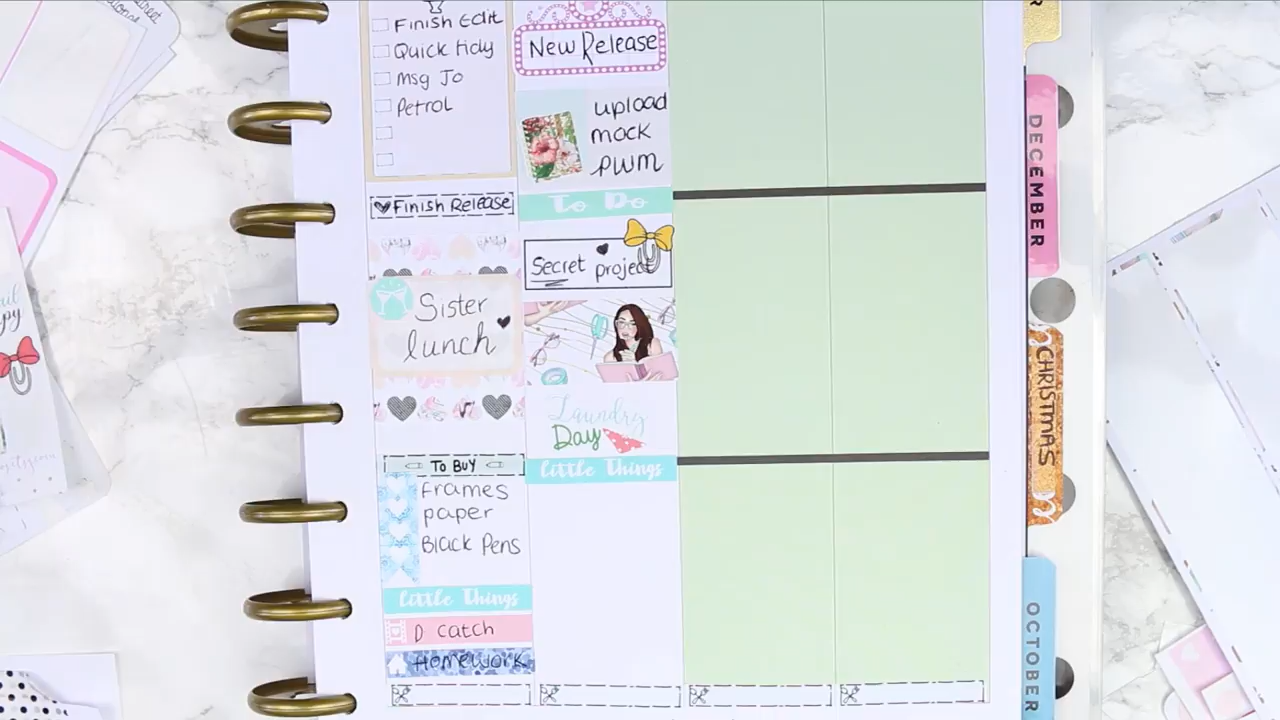 Finish Edit
Quick tidy
Msg Jo
Petrol
Finish Release
Sister
lunch
TO BUY
Frames
paper
Black Pens
little Things
D catch
Homework
New Release
upload
mock
pwm
To Do
Secret project
Laundry
Day
little Things
DECEMBER
CHRISTMAS
OCTOBER